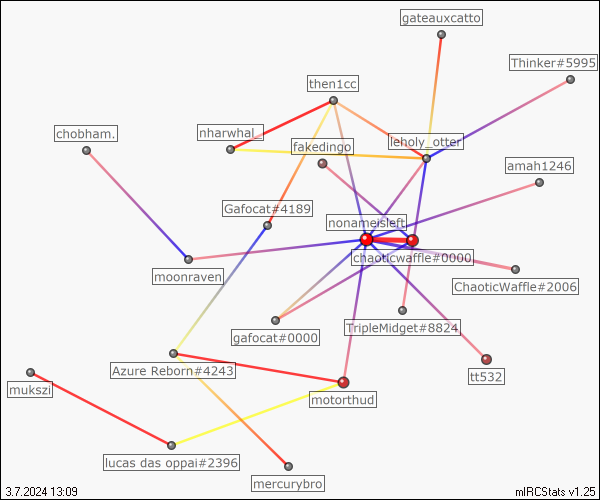 gateauxcatto
Thinker#5995
then1cc
chobham.
nharwhal_
leholy_otter
fakedingo
amah1246
Gafocat#4189
nonameisleft
chaoticwaffle#0000
moonraven
ChaoticWaffle#2006
gafocat#0000
TripleMidget#8824
Azure Reborn#4243
tt532
mukszi
motorthud
lucas das oppai#2396
mercurybro
3.7.2024 13:09
mIRCStats v1.25